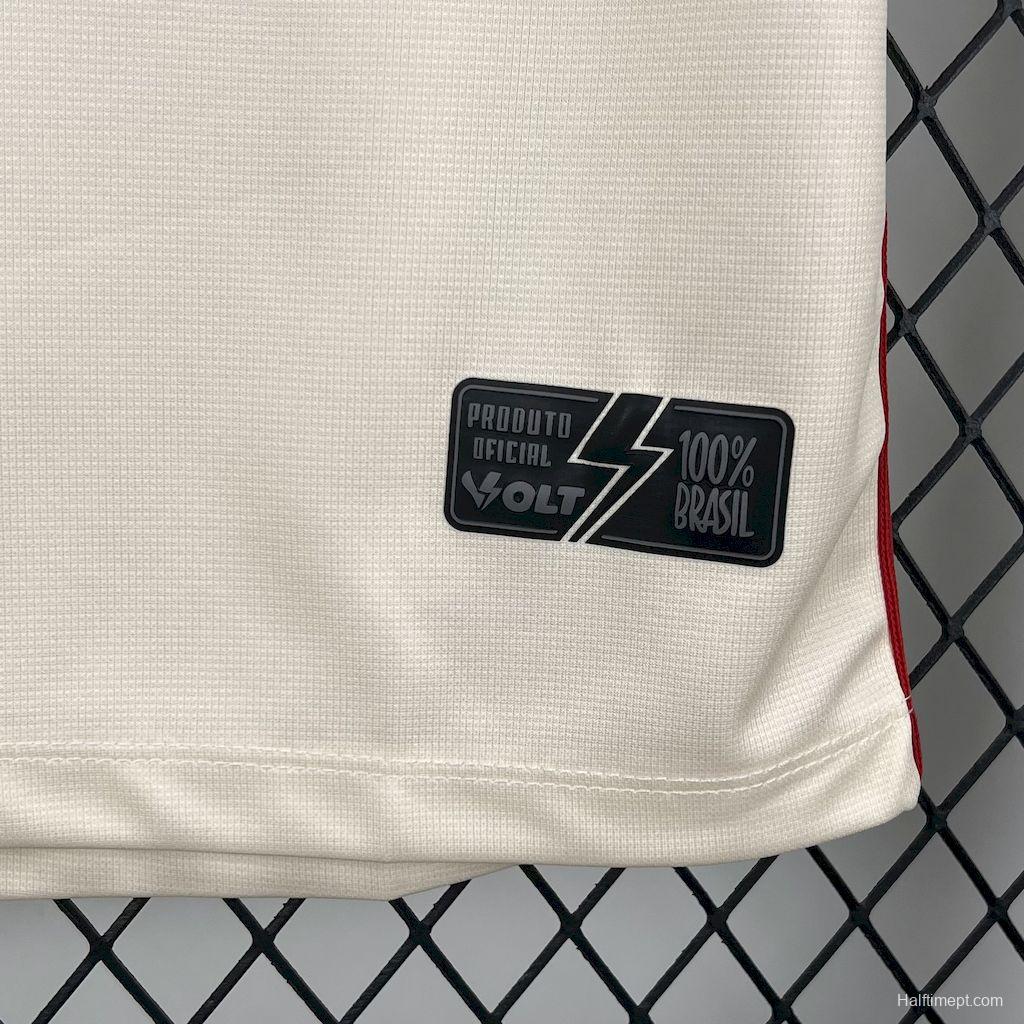 PRODUTO
OFICIAL
VOLT
100%
BRASIL
Halftimept.com